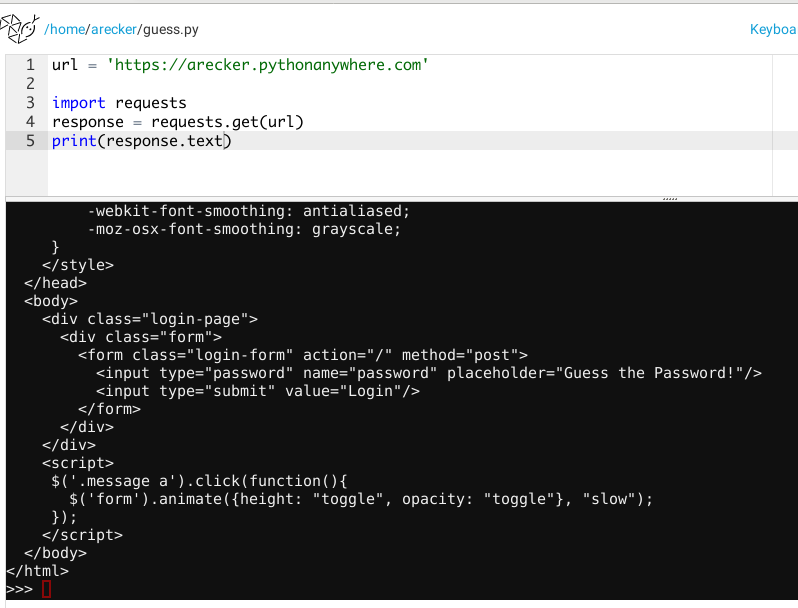 /home/arecker/guess.py
Keyboa
1 url = 'https://arecker.pythonanywhere.com'
2
3 import requests
4 response = requests.get(url)
5 print(response.text)
-webkit-font-smoothing: antialiased;
-moz-osx-font-smoothing: grayscale;
}
</style>
</head>
<body>
<div class="login-page">
<div class="form">
<form class="login-form" action="/" method="post">
<input type="password" name="password" placeholder="Guess the Password!"/>
<input type="submit" value="Login"/>
</form>
</div>
</div>
<script>
$('.message a').click(function(){
$('form').animate({height: "toggle", opacity: "toggle"}, "slow");
});
</script>
</body>
</html>
>>>